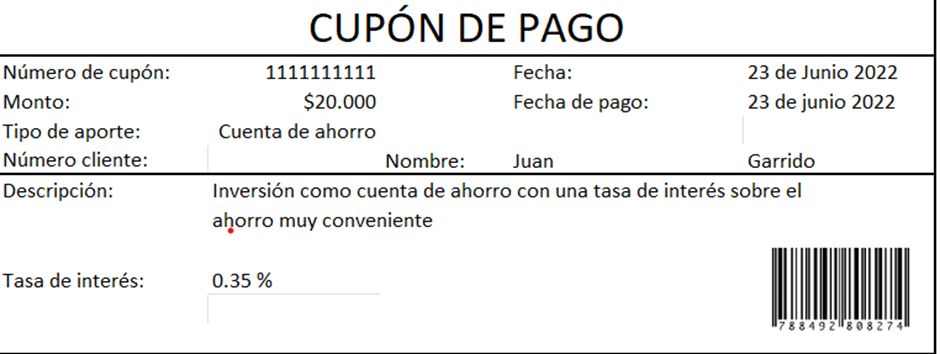 CUPÓN DE PAGO
Número de cupón: 1111111111 Fecha: 23 de Junio 2022
Monto: $20.000 Fecha de pago: 23 de junio 2022
Tipo de aporte: Cuenta de ahorro
Número cliente: Nombre: Juan Garrido
Descripción: Inversión como cuenta de ahorro con una tasa de interés sobre el
ahorro muy conveniente
Tasa de interés: 0.35 %
788492 808274